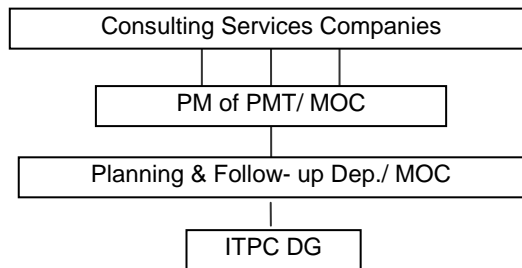 Consulting Services Companies
PM of PMT/ MOC
Planning & Follow- up Dep./ MOC
ITPC DG